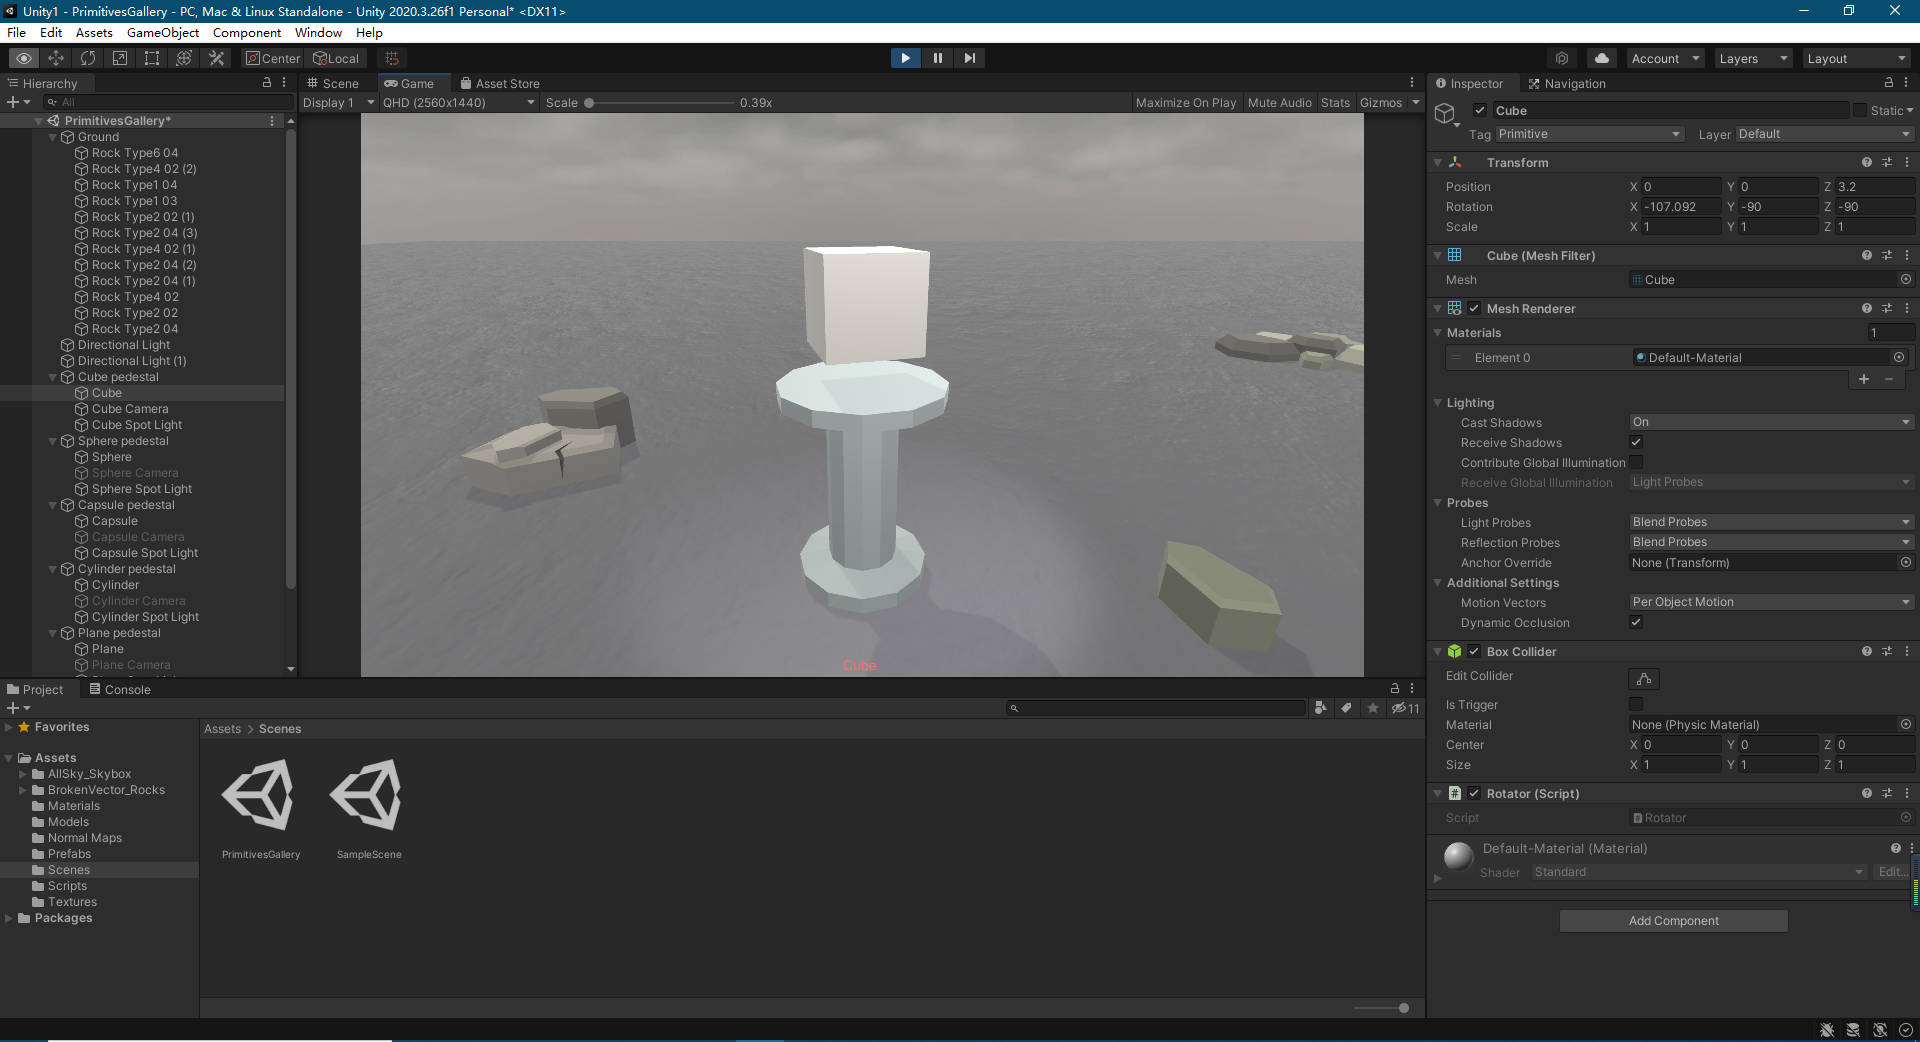 Unity1 - PrimitivesGallery - PC, Mac & Linux Standalone - Unity 2020.3.26f1 Personal* <DX11>
File Edit Assets GameObject Component Window Help
Center Local Account Layers Layout
Hierarchy
All
PrimitivesGallery*
Ground
Rock Type6 04
Rock Type4 02 (2)
Rock Type1 04
Rock Type1 03
Rock Type2 02 (1)
Rock Type2 04 (3)
Rock Type4 02 (1)
Rock Type2 04 (2)
Rock Type2 04 (1)
Rock Type4 02
Rock Type2 02
Rock Type2 04
Directional Light
Directional Light (1)
Cube pedestal
Cube
Cube Camera
Cube Spot Light
Sphere pedestal
Sphere
Sphere Camera
Sphere Spot Light
Capsule pedestal
Capsule
Capsule Camera
Capsule Spot Light
Cylinder pedestal
Cylinder
Cylinder Camera
Cylinder Spot Light
Plane pedestal
Plane
Plane Camera
Scene Game Asset Store
Display 1 QHD (2560x1440) Scale 0.39x Maximize On Play Mute Audio Stats Gizmos
Cube
Project Console
11
Favorites
Assets
AllSky_Skybox
BrokenVector_Rocks
Materials
Models
Normal Maps
Prefabs
Scenes
Scripts
Textures
Packages
Assets > Scenes
PrimitivesGallery SampleScene
Inspector Navigation
Cube Static
Tag Primitive Layer Default
Transform
Position X 0 Y 0 Z 3.2
Rotation X -107.092 Y -90 Z -90
Scale X 1 Y 1 Z 1
Cube (Mesh Filter)
Mesh Cube
Mesh Renderer
Materials 1
Element 0 Default-Material
Lighting
Cast Shadows On
Receive Shadows
Contribute Global Illumination
Receive Global Illumination Light Probes
Probes
Light Probes Blend Probes
Reflection Probes Blend Probes
Anchor Override None (Transform)
Additional Settings
Motion Vectors Per Object Motion
Dynamic Occlusion
Box Collider
Edit Collider
Is Trigger
Material None (Physic Material)
Center X 0 Y 0 Z 0
Size X 1 Y 1 Z 1
Rotator (Script)
Script Rotator
Default-Material (Material)
Shader Standard Edit...
Add Component